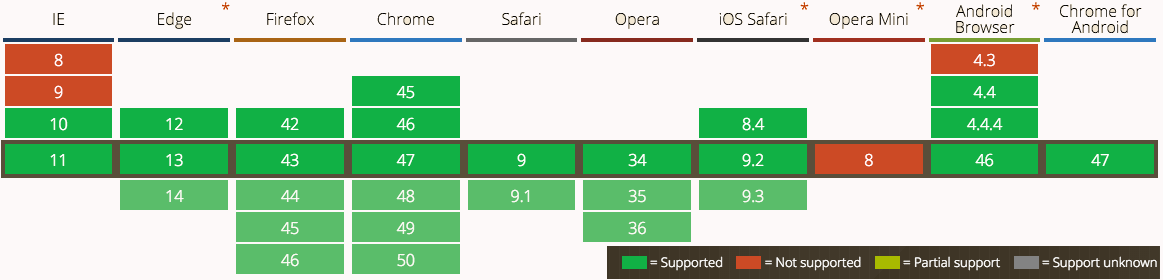 IE Edge * Firefox Chrome Safari Opera iOS Safari * Opera Mini * Android Browser * Chrome for Android
8 4.3
9 45 4.4
10 12 42 46 8.4 4.4.4
11 13 43 47 9 34 9.2 8 46 47
14 44 48 9.1 35 9.3
45 49 36
46 50
= Supported = Not supported = Partial support = Support unknown